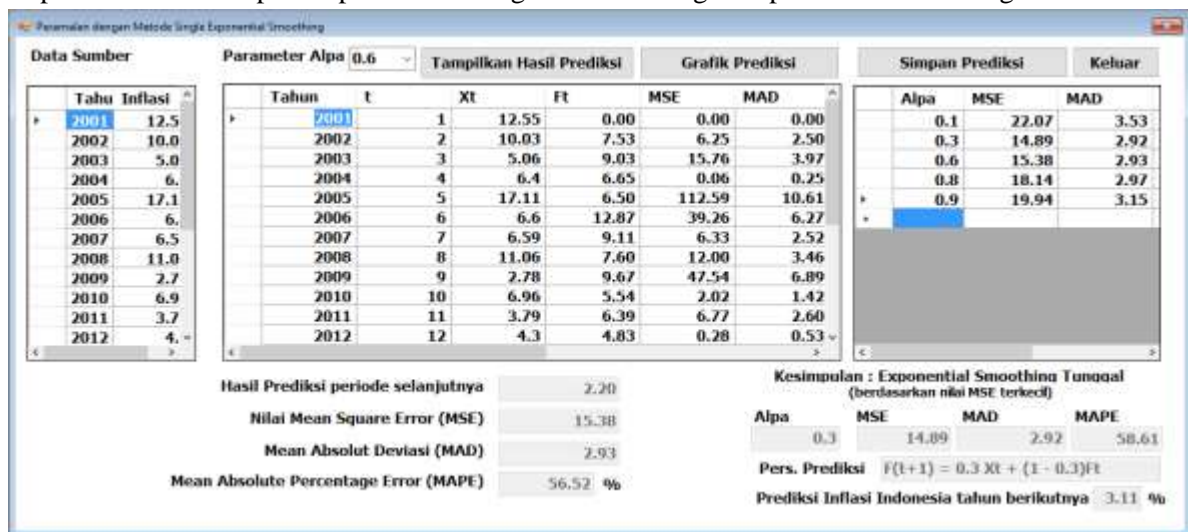 Peramalan dengan Metode Single Exponential Smoothing
Data Sumber
Parameter Alpa 0.6 Tampilkan Hasil Prediksi Grafik Prediksi Simpan Prediksi Keluar
Tahu Inflasi
2001 12.5
2002 10.0
2003 5.0
2004 6.
2005 17.1
2006 6.
2007 6.5
2008 11.0
2009 2.7
2010 6.9
2011 3.7
2012 4.
Tahun t Xt Ft MSE MAD
2001 1 12.55 0.00 0.00 0.00
2002 2 10.03 7.53 6.25 2.50
2003 3 5.06 9.03 15.76 3.97
2004 4 6.4 6.65 0.06 0.25
2005 5 17.11 6.50 112.59 10.61
2006 6 6.6 12.87 39.26 6.27
2007 7 6.59 9.11 6.33 2.52
2008 8 11.06 7.60 12.00 3.46
2009 9 2.78 9.67 47.54 6.89
2010 10 6.96 5.54 2.02 1.42
2011 11 3.79 6.39 6.77 2.60
2012 12 4.3 4.83 0.28 0.53
Alpa MSE MAD
0.1 22.07 3.53
0.3 14.89 2.92
0.6 15.38 2.93
0.8 18.14 2.97
0.9 19.94 3.15
Hasil Prediksi periode selanjutnya 2.20
Nilai Mean Square Error (MSE) 15.38
Mean Absolut Deviasi (MAD) 2.93
Mean Absolute Percentage Error (MAPE) 56.52 %
Kesimpulan : Exponential Smoothing Tunggal
(berdasarkan nilai MSE terkecil)
Alpa MSE MAD MAPE
0.3 14.89 2.92 58.61
Pers. Prediksi F(t+1) = 0.3 Xt + (1 - 0.3)Ft
Prediksi Inflasi Indonesia tahun berikutnya 3.11 %